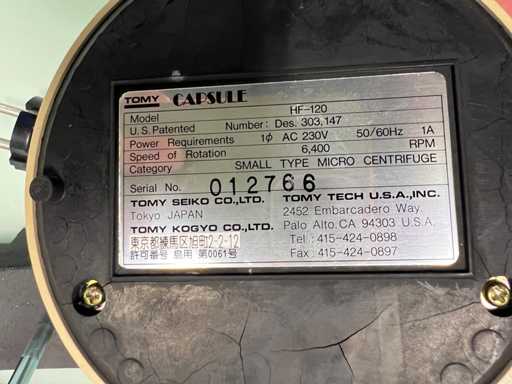 TOMY CAPSULE
Model HF-120
U.S. Patented Number: Des. 303,147
Power Requirements 1ϕ AC 230V 50/60Hz 1A
Speed of Rotation 6,400 RPM
Category SMALL TYPE MICRO CENTRIFUGE
Serial No. 012766
TOMY SEIKO CO.,LTD. TOMY TECH U.S.A.,INC.
Tokyo JAPAN 2452 Embarcadero Way,
TOMY KOGYO CO.,LTD. Palo Alto, CA 94303 U.S.A.
東京都練馬区旭町2-2-12 Tel : 415-424-0898
許可番号 島用 第0061号 Fax : 415-424-0897